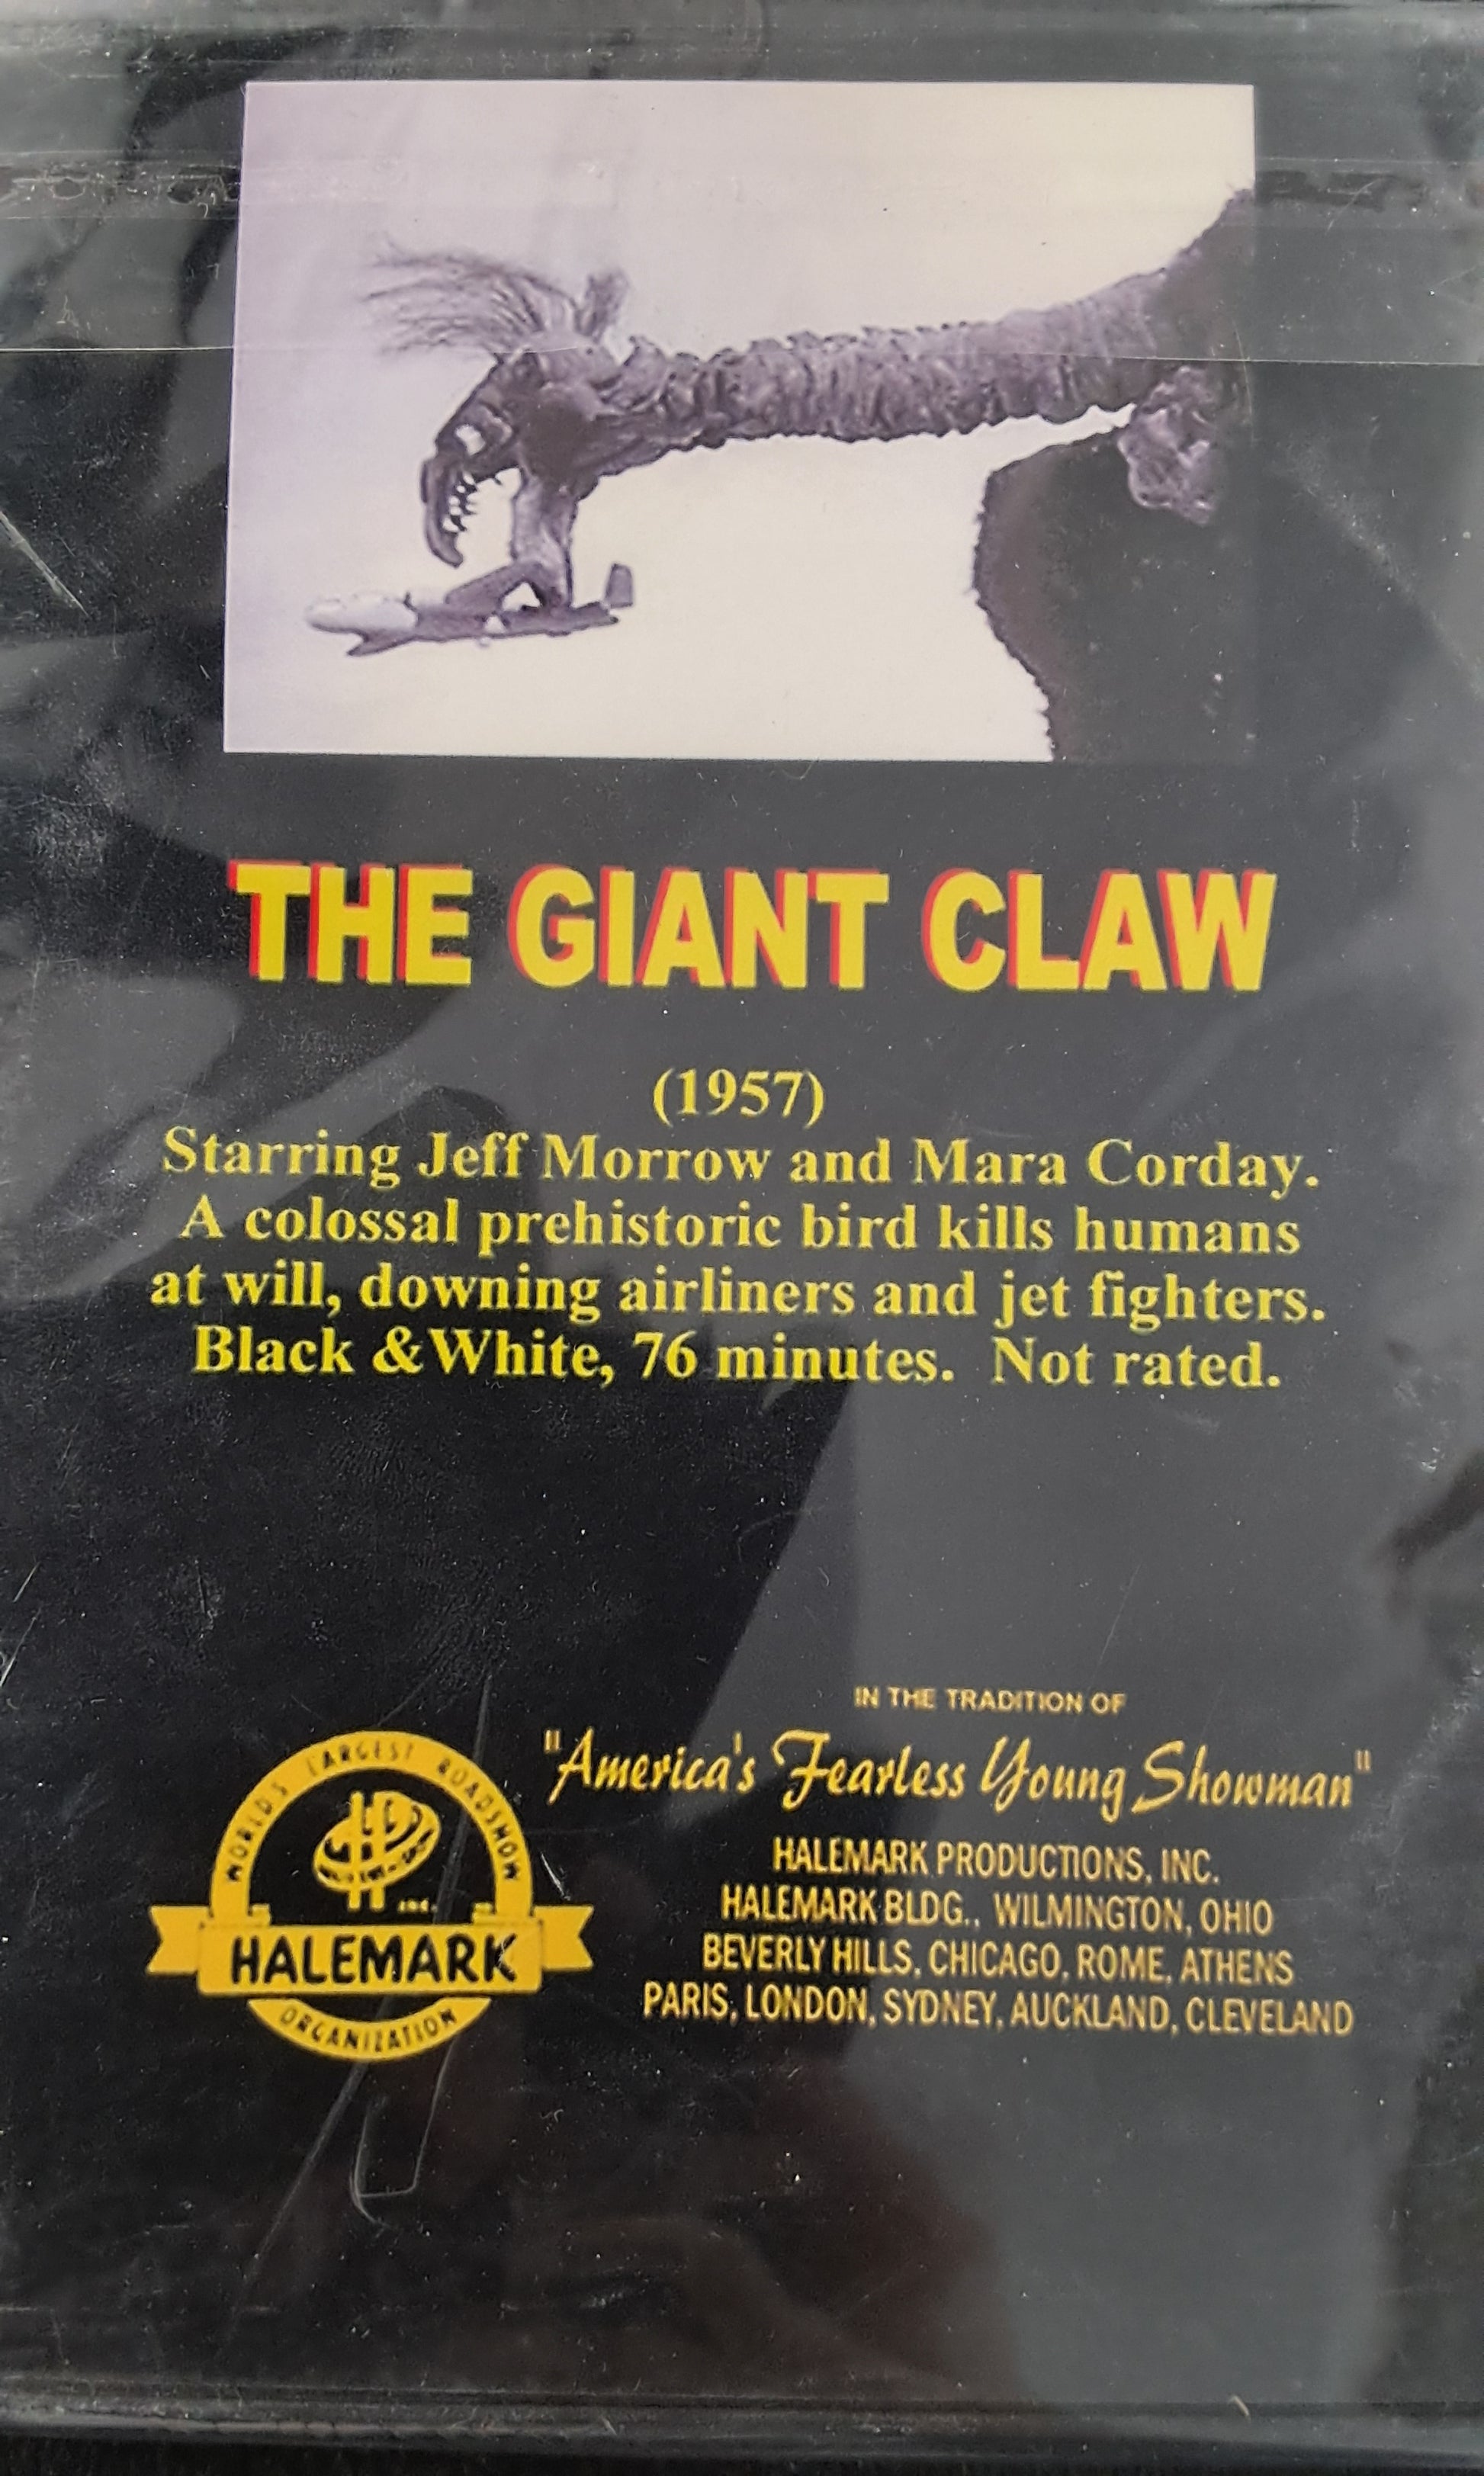 THE GIANT CLAW
(1957)
Starring Jeff Morrow and Mara Corday.
A colossal prehistoric bird kills humans
at will, downing airliners and jet fighters.
Black & White, 76 minutes.  Not rated.
WORLD'S LARGEST ROADSHOW
HP
INC.
HALEMARK
ORGANIZATION
IN THE TRADITION OF
"America's Fearless Young Showman"
HALEMARK PRODUCTIONS, INC.
HALEMARK BLDG., WILMINGTON, OHIO
BEVERLY HILLS, CHICAGO, ROME, ATHENS
PARIS, LONDON, SYDNEY, AUCKLAND, CLEVELAND